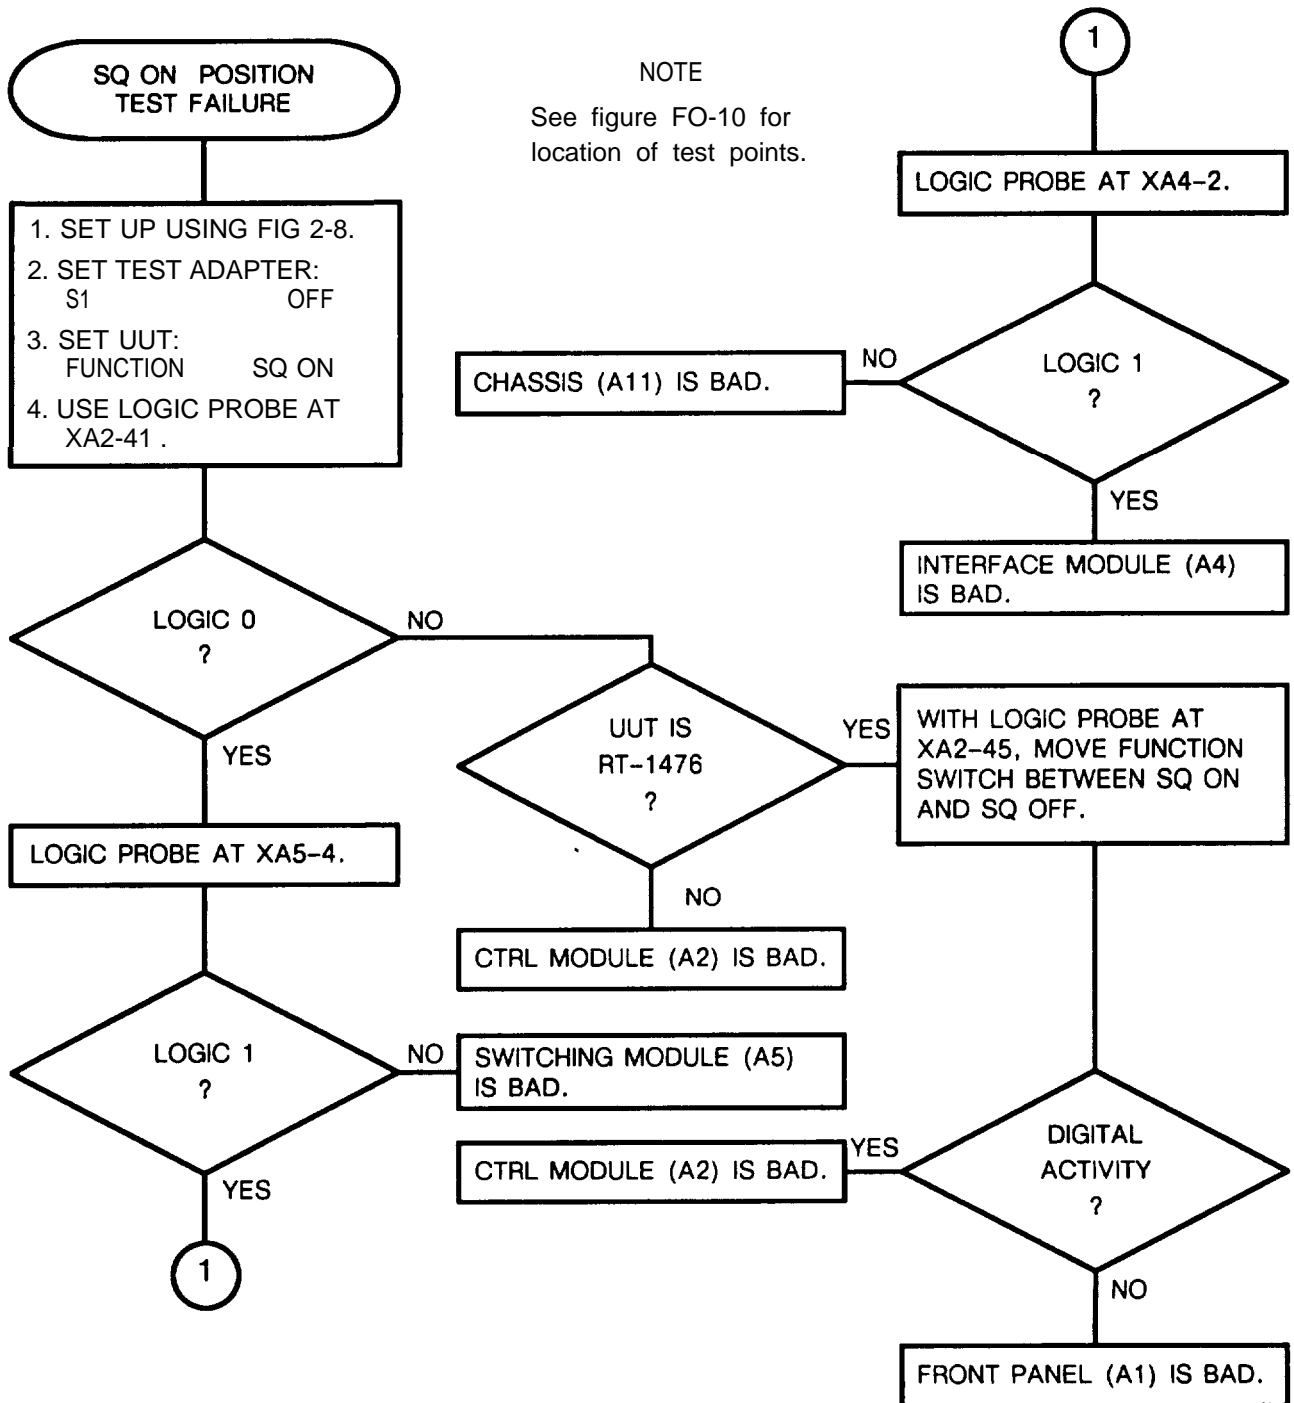 SQ ON POSITION
TEST FAILURE
1. SET UP USING FIG 2-8.
2. SET TEST ADAPTER:
S1 OFF
3. SET UUT:
FUNCTION SQ ON
4. USE LOGIC PROBE AT
XA2-41 .
LOGIC 0
?
NO
YES
LOGIC PROBE AT XA5-4.
LOGIC 1
?
NO
YES
1
SWITCHING MODULE (A5)
IS BAD.
UUT IS
RT-1476
?
YES
NO
CTRL MODULE (A2) IS BAD.
WITH LOGIC PROBE AT
XA2-45, MOVE FUNCTION
SWITCH BETWEEN SQ ON
AND SQ OFF.
DIGITAL
ACTIVITY
?
YES
CTRL MODULE (A2) IS BAD.
NO
FRONT PANEL (A1) IS BAD.
NOTE
See figure FO-10 for
location of test points.
1
LOGIC PROBE AT XA4-2.
LOGIC 1
?
NO
CHASSIS (A11) IS BAD.
YES
INTERFACE MODULE (A4)
IS BAD.